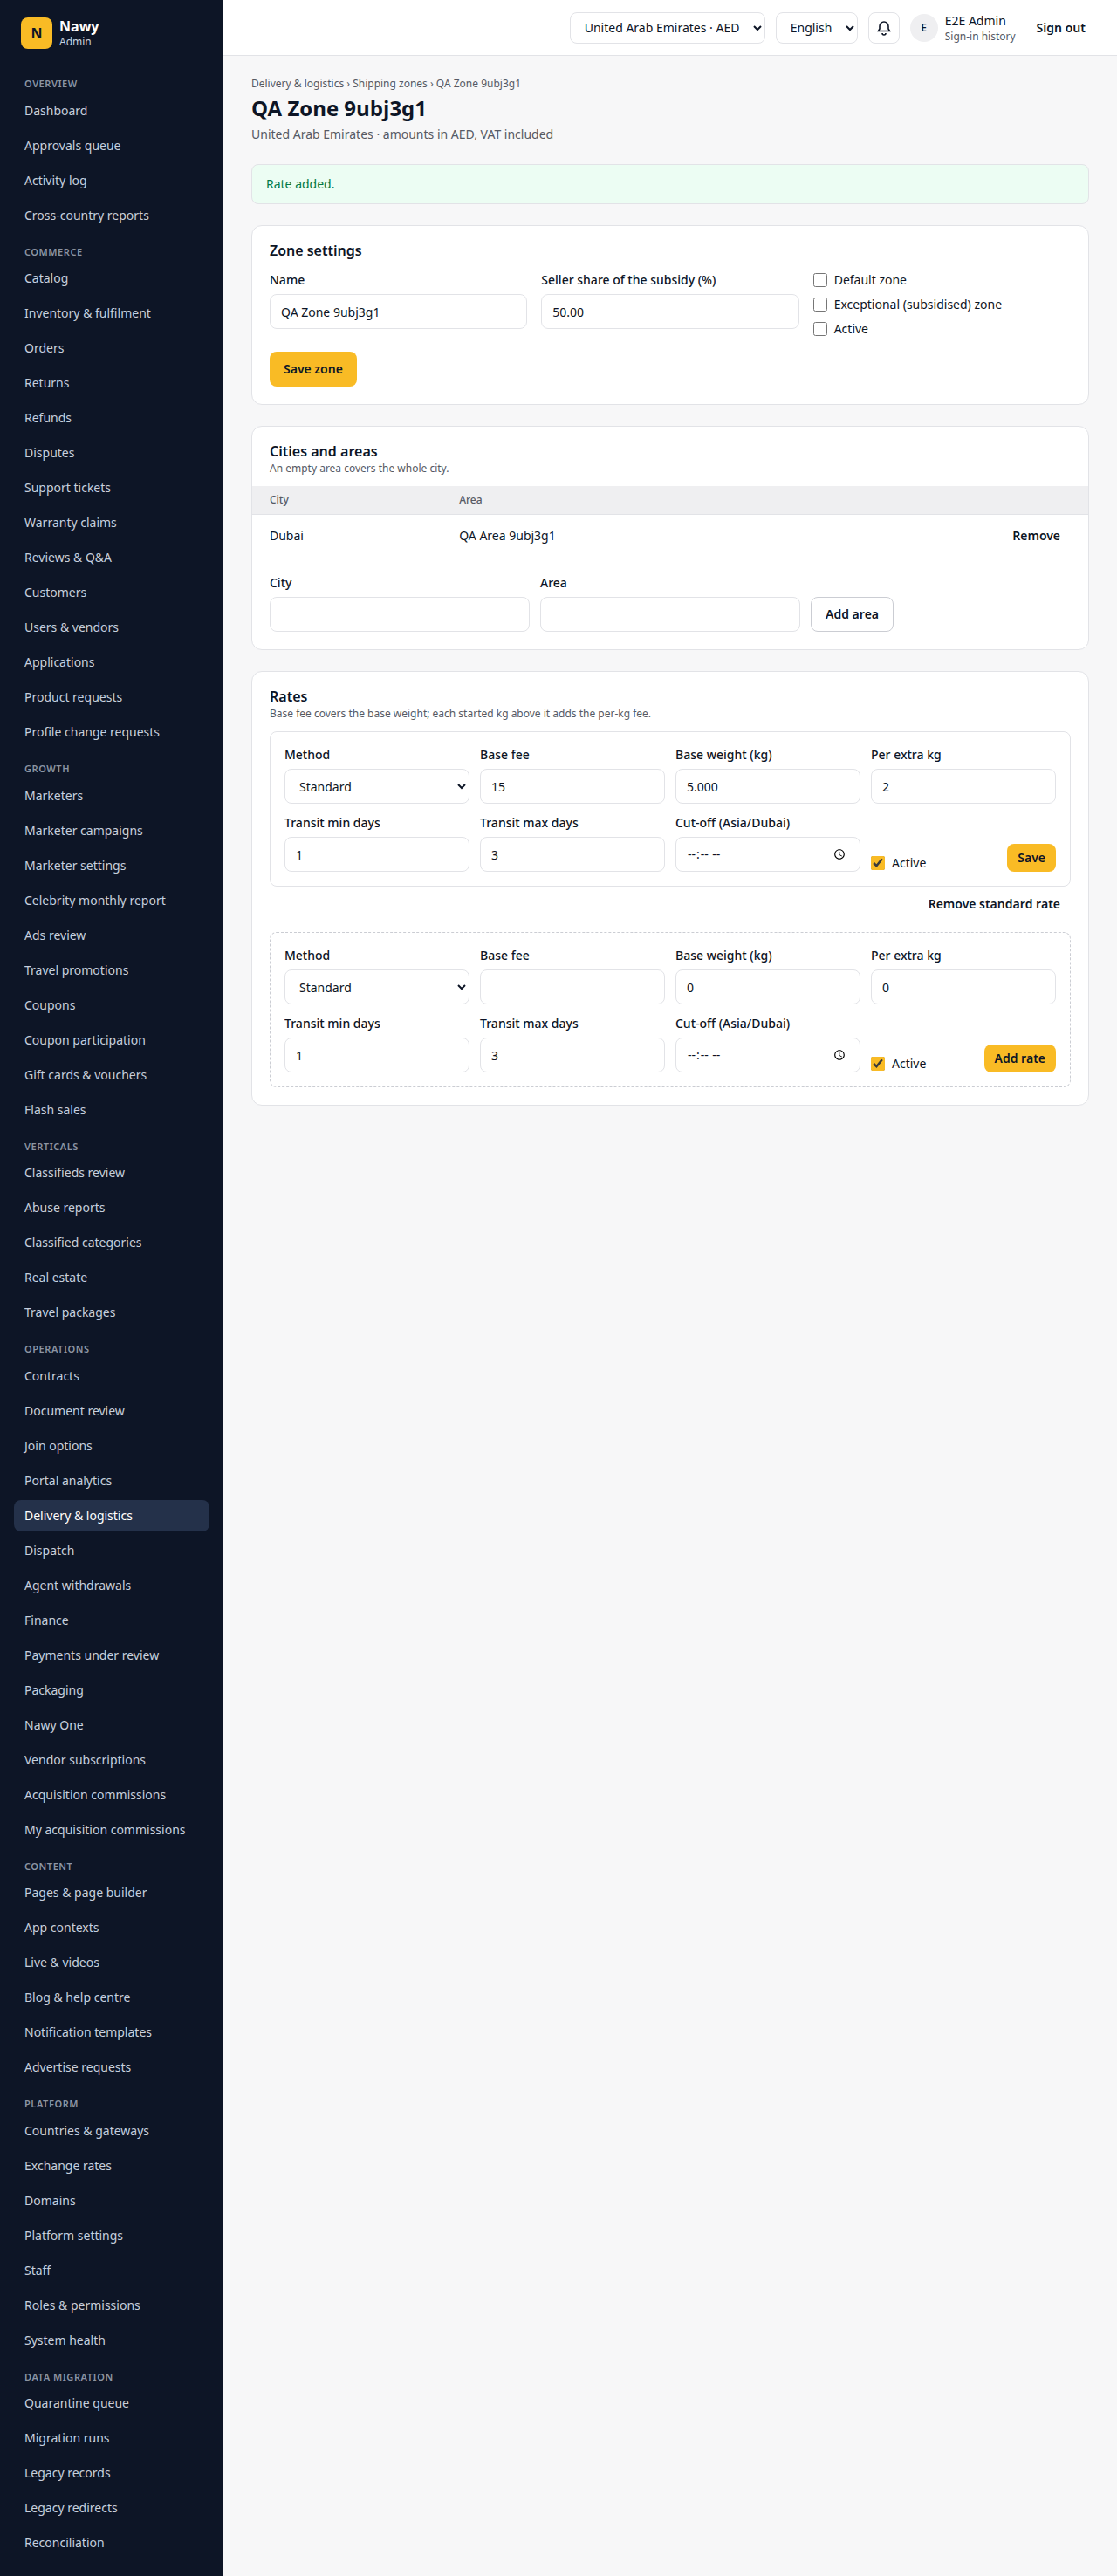 N
Nawy
Admin
OVERVIEW
Dashboard
Approvals queue
Activity log
Cross-country reports
COMMERCE
Catalog
Inventory & fulfilment
Orders
Returns
Refunds
Disputes
Support tickets
Warranty claims
Reviews & Q&A
Customers
Users & vendors
Applications
Product requests
Profile change requests
GROWTH
Marketers
Marketer campaigns
Marketer settings
Celebrity monthly report
Ads review
Travel promotions
Coupons
Coupon participation
Gift cards & vouchers
Flash sales
VERTICALS
Classifieds review
Abuse reports
Classified categories
Real estate
Travel packages
OPERATIONS
Contracts
Document review
Join options
Portal analytics
Delivery & logistics
Dispatch
Agent withdrawals
Finance
Payments under review
Packaging
Nawy One
Vendor subscriptions
Acquisition commissions
My acquisition commissions
CONTENT
Pages & page builder
App contexts
Live & videos
Blog & help centre
Notification templates
Advertise requests
PLATFORM
Countries & gateways
Exchange rates
Domains
Platform settings
Staff
Roles & permissions
System health
DATA MIGRATION
Quarantine queue
Migration runs
Legacy records
Legacy redirects
Reconciliation
United Arab Emirates · AED English E E2E Admin Sign out
Sign-in history
Delivery & logistics › Shipping zones › QA Zone 9ubj3g1
QA Zone 9ubj3g1
United Arab Emirates · amounts in AED, VAT included
Rate added.
Zone settings
Name Seller share of the subsidy (%) Default zone
QA Zone 9ubj3g1 50.00 Exceptional (subsidised) zone
Active
Save zone
Cities and areas
An empty area covers the whole city.
City Area
Dubai QA Area 9ubj3g1 Remove
City Area
Add area
Rates
Base fee covers the base weight; each started kg above it adds the per-kg fee.
Method Base fee Base weight (kg) Per extra kg
Standard 15 5.000 2
Transit min days Transit max days Cut-off (Asia/Dubai)
1 3 --:-- -- Active Save
Remove standard rate
Method Base fee Base weight (kg) Per extra kg
Standard 0 0
Transit min days Transit max days Cut-off (Asia/Dubai)
1 3 --:-- -- Active Add rate